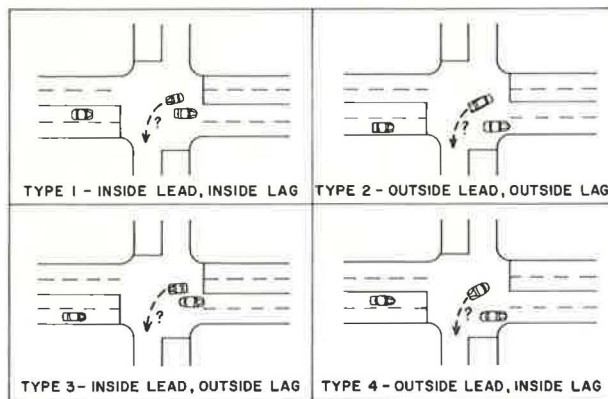 ?
TYPE 1 - INSIDE LEAD, INSIDE LAG
?
TYPE 2 - OUTSIDE LEAD, OUTSIDE LAG
?
TYPE 3 - INSIDE LEAD, OUTSIDE LAG
?
TYPE 4 - OUTSIDE LEAD, INSIDE LAG